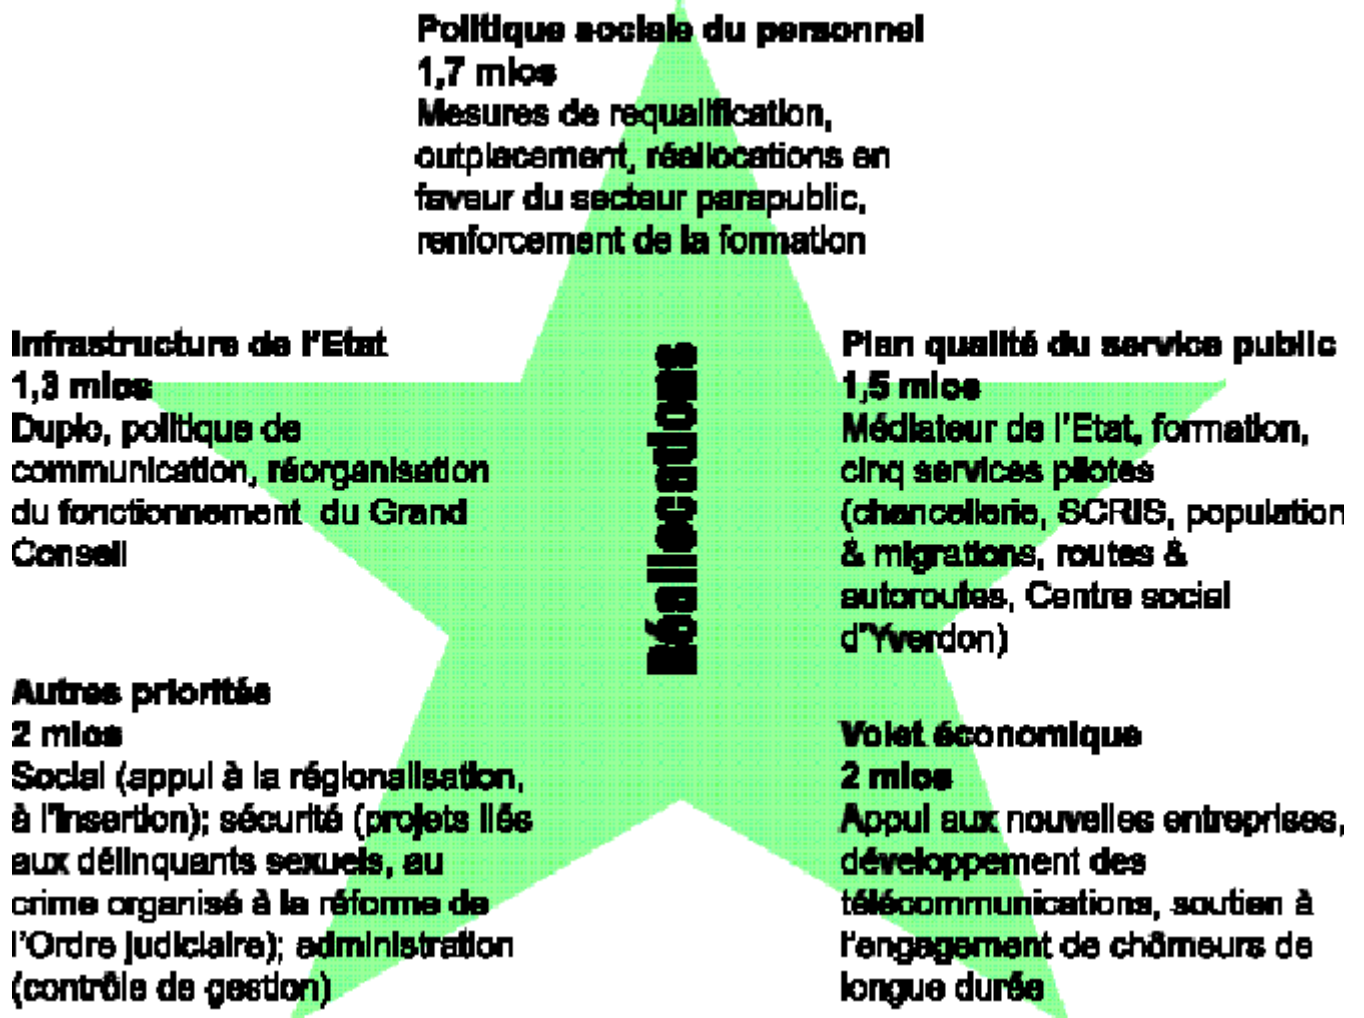 Politique sociale du personnel
1,7 mios
Mesures de requalification,
outplacement, réallocations en
faveur du secteur parapublic,
renforcement de la formation
Infrastructure de l'Etat
1,3 mios
Duplo, politique de
communication, réorganisation
du fonctionnement du Grand
Conseil
Réallocations
Plan qualité du service public
1,5 mios
Médiateur de l'Etat, formation,
cinq services pilotes
(chancellerie, SCRIS, population
& migrations, routes &
autoroutes, Centre social
d'Yverdon)
Autres priorités
2 mios
Social (appui à la régionalisation,
à l'insertion); sécurité (projets liés
aux délinquants sexuels, au
crime organisé à la réforme de
l'Ordre judiciaire); administration
(contrôle de gestion)
Volet économique
2 mios
Appui aux nouvelles entreprises,
développement des
télécommunications, soutien à
l'engagement de chômeurs de
longue durée